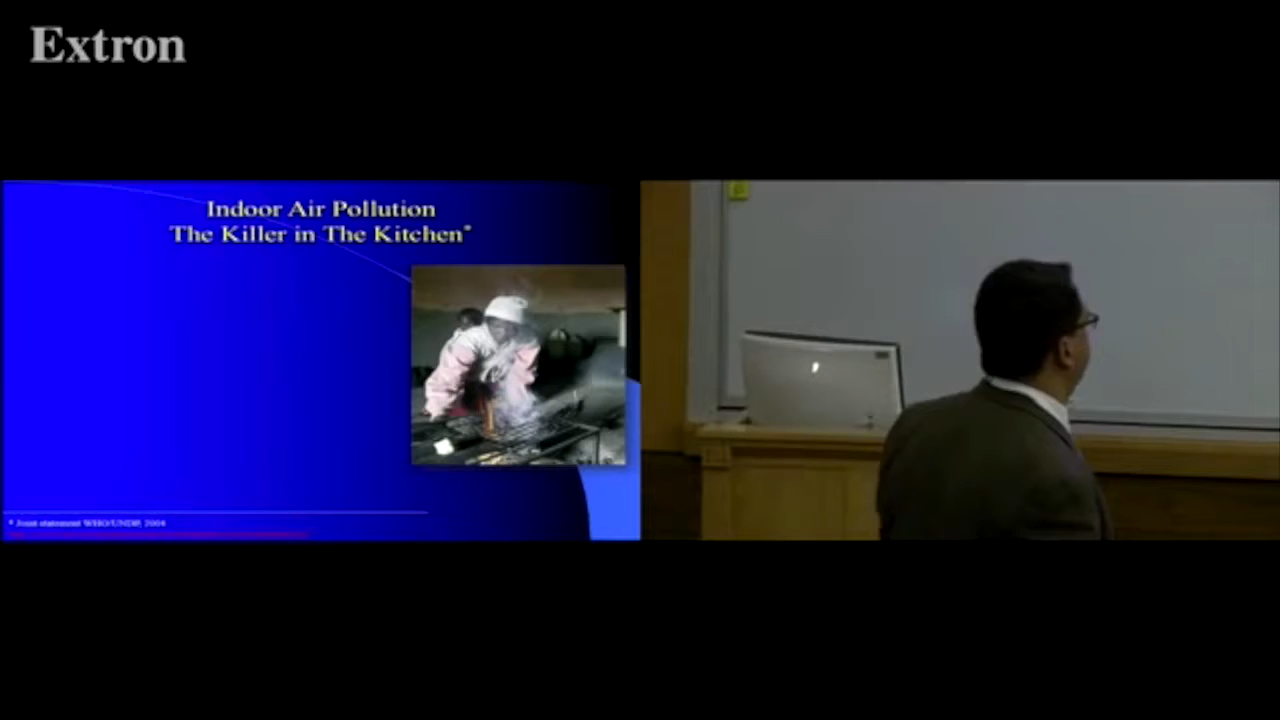 Extron
Indoor Air Pollution
The Killer in The Kitchen*
* Joint statement WHO/UNDP, 2004